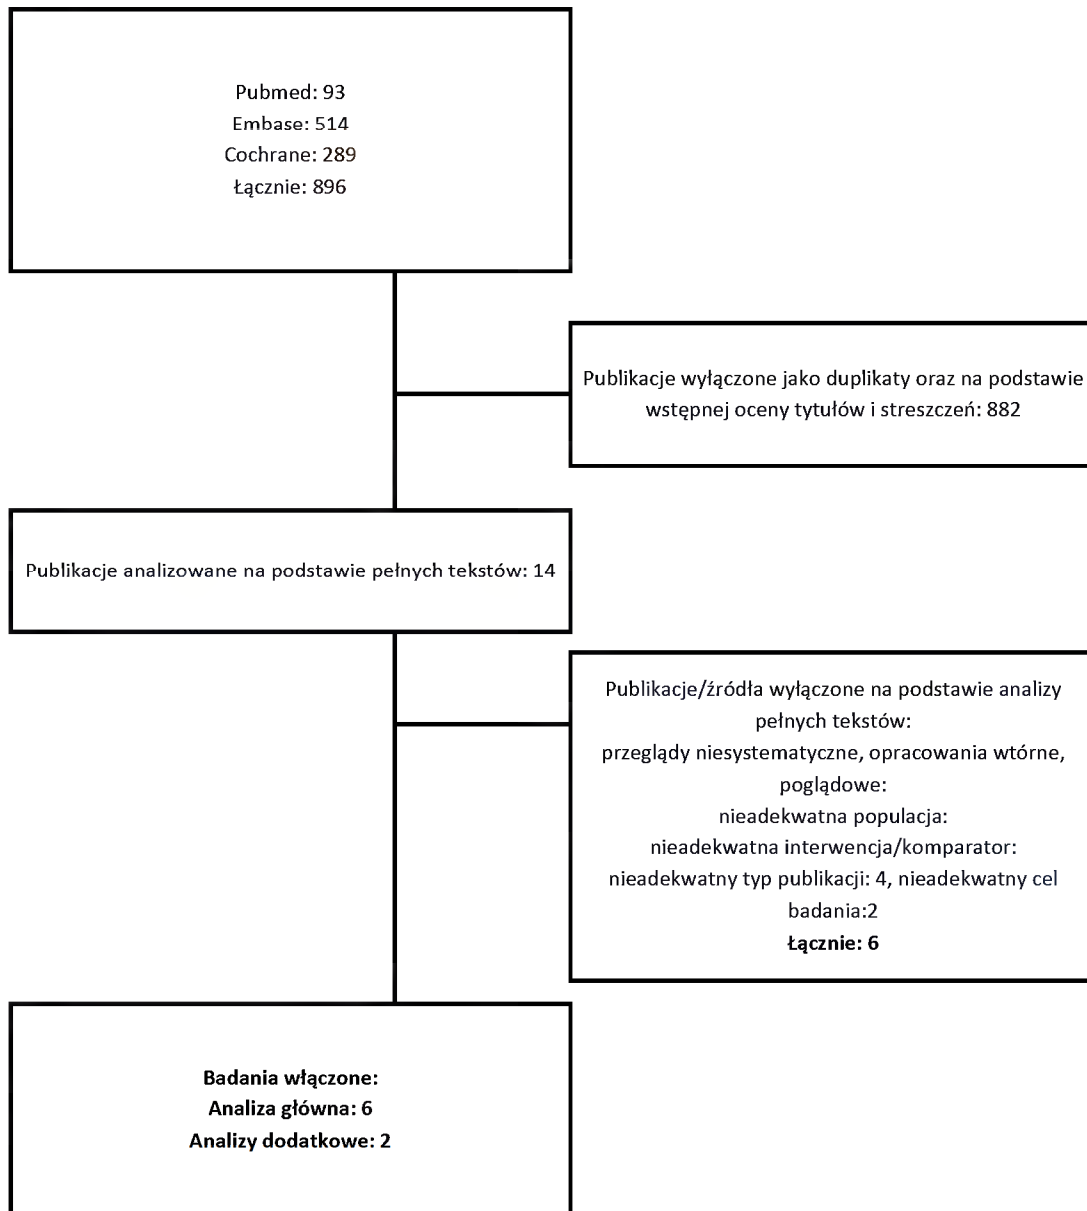 Pubmed: 93
Embase: 514
Cochrane: 289
Łącznie: 896
Publikacje wyłączone jako duplikaty oraz na podstawie
wstępnej oceny tytułów i streszczeń: 882
Publikacje analizowane na podstawie pełnych tekstów: 14
Publikacje/źródła wyłączone na podstawie analizy
pełnych tekstów:
przeglądy niesystematyczne, opracowania wtórne,
poglądowe:
nieadekwatna populacja:
nieadekwatna interwencja/komparator:
nieadekwatny typ publikacji: 4, nieadekwatny cel
badania:2
Łącznie: 6
Badania włączone:
Analiza główna: 6
Analizy dodatkowe: 2